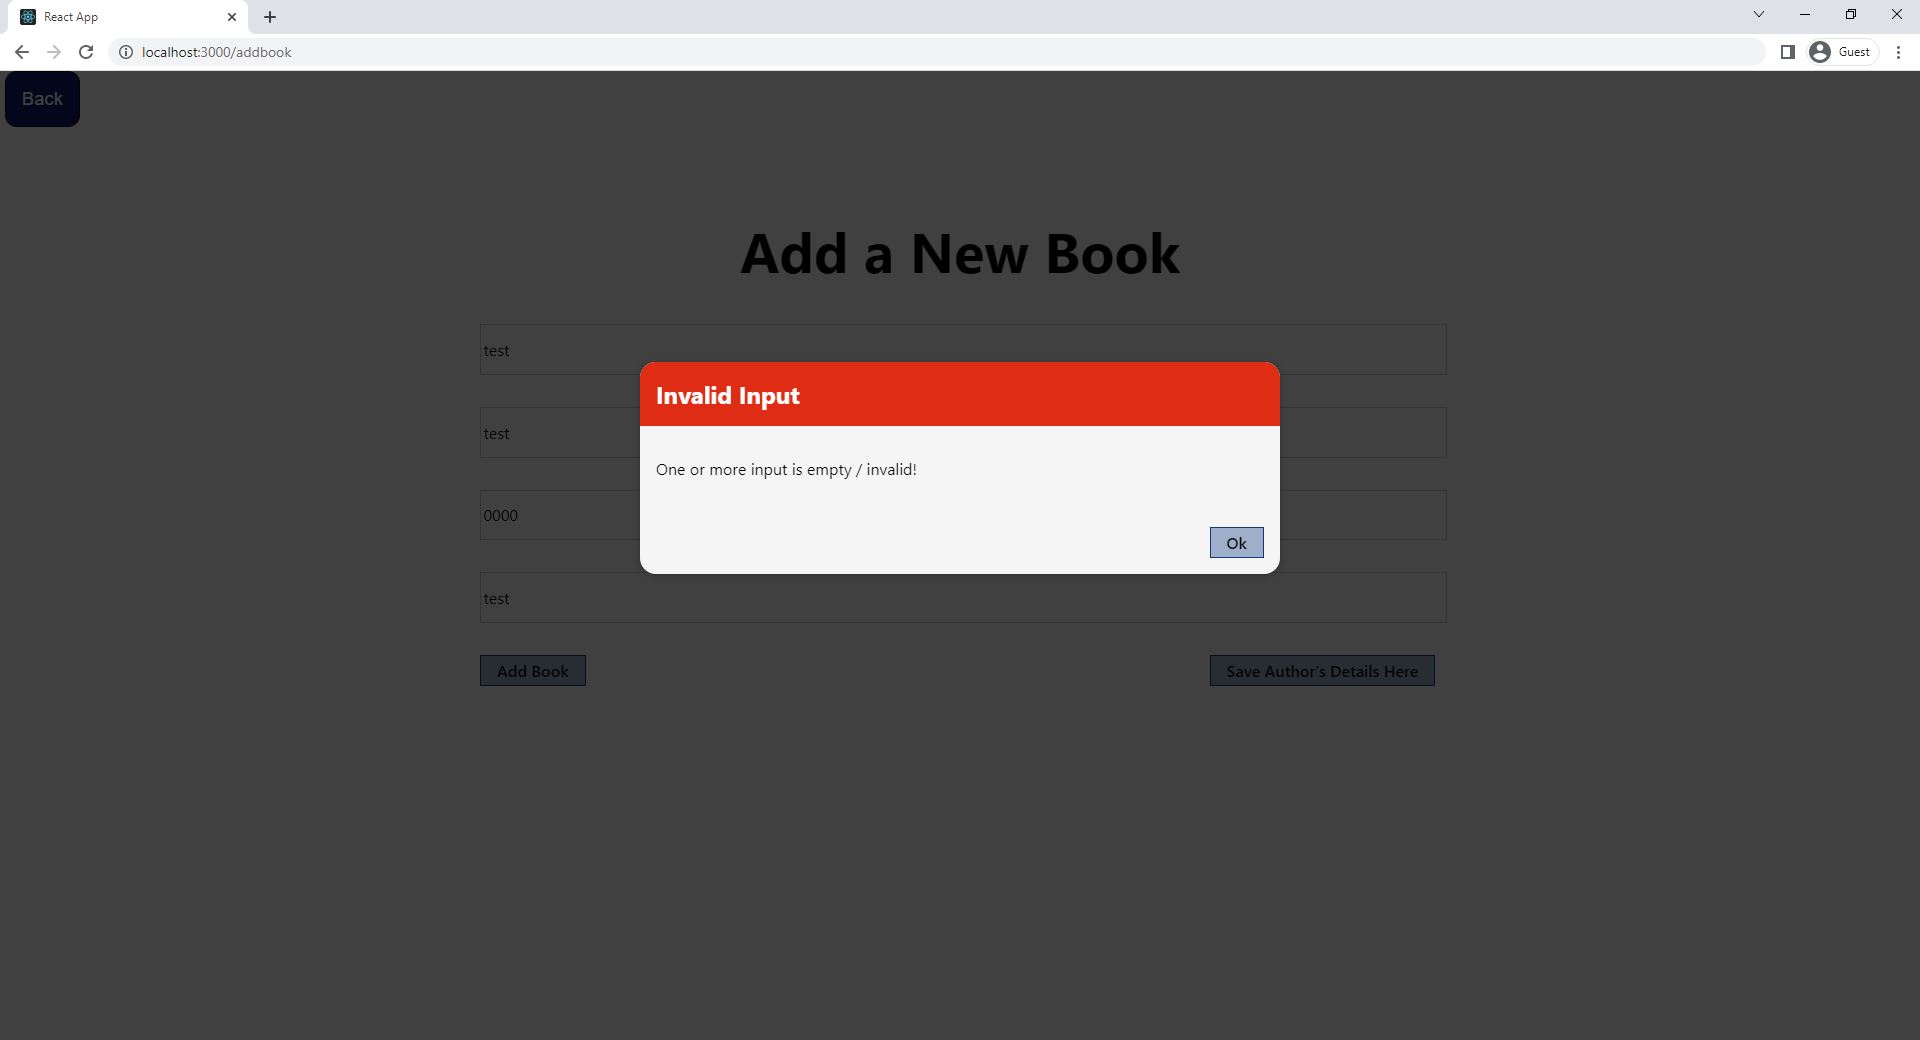 React App
localhost:3000/addbook
Guest
Back
Add a New Book
test
Invalid Input
test
One or more input is empty / invalid!
0000
Ok
test
Add Book
Save Author's Details Here